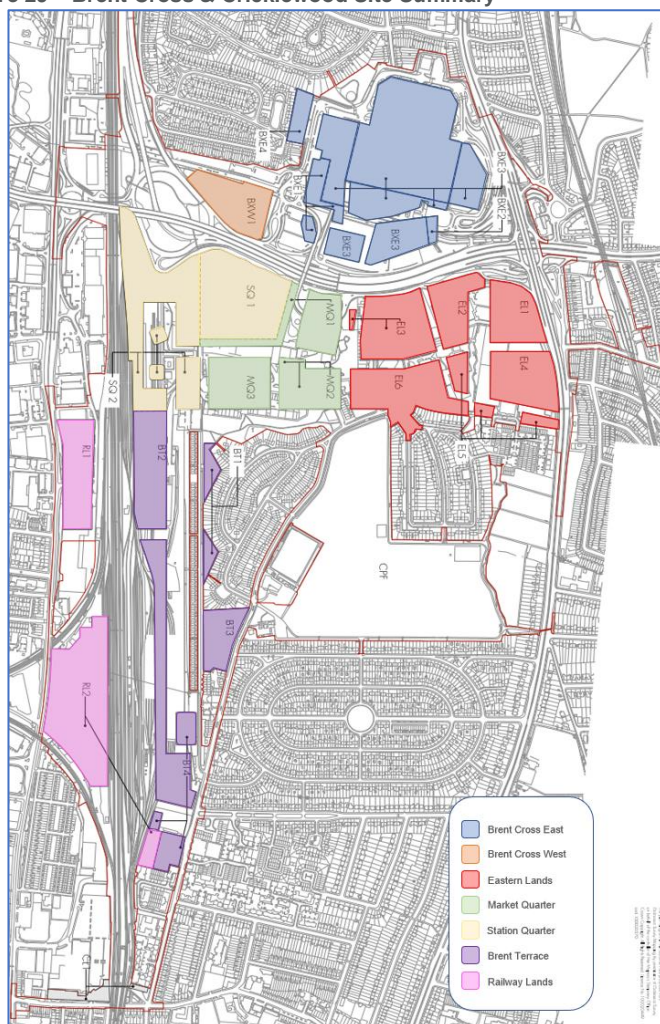 Brent Cross & Cricklewood Site Summary
BXE4
BXE1
BXE3
BXE2
BXW1
BXE3
BXE3
SQ 1
MQ1
EL3
EL2
EL1
EL4
SQ 2
MQ3
MQ2
EL6
EL5
RL1
BT2
BT1
CPF
BT3
RL2
BT4
Brent Cross East
Brent Cross West
Eastern Lands
Market Quarter
Station Quarter
Brent Terrace
Railway Lands